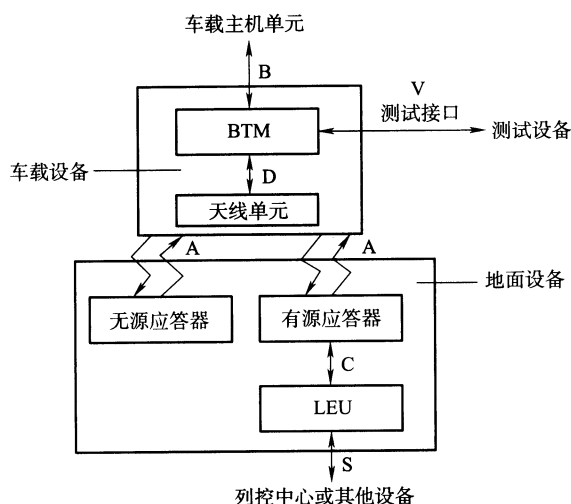 车载主机单元
B
V
测试接口
BTM
测试设备
车载设备
D
天线单元
A
A
地面设备
无源应答器
有源应答器
C
LEU
S
列控中心或其他设备